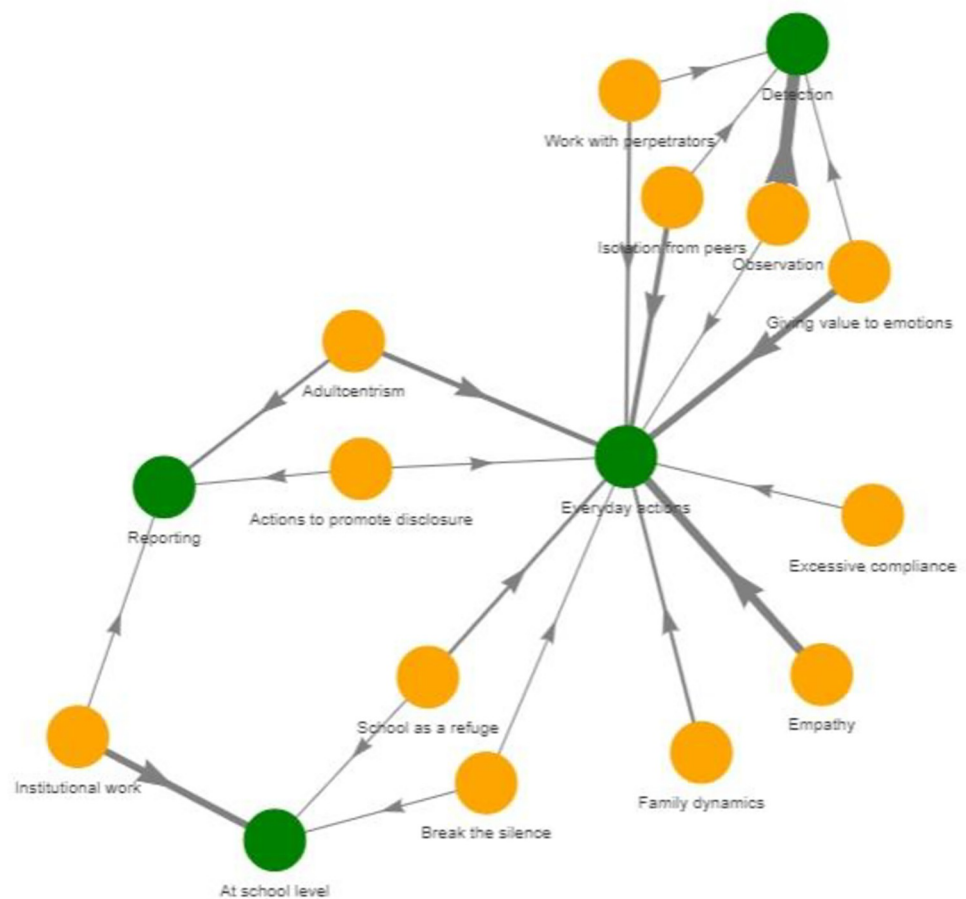 Detection
Work with perpetrators
Isolation from peers
Observation
Giving value to emotions
Adultcentrism
Everyday actions
Actions to promote disclosure
Reporting
Excessive compliance
School as a refuge
Empathy
Institutional work
Family dynamics
Break the silence
At school level